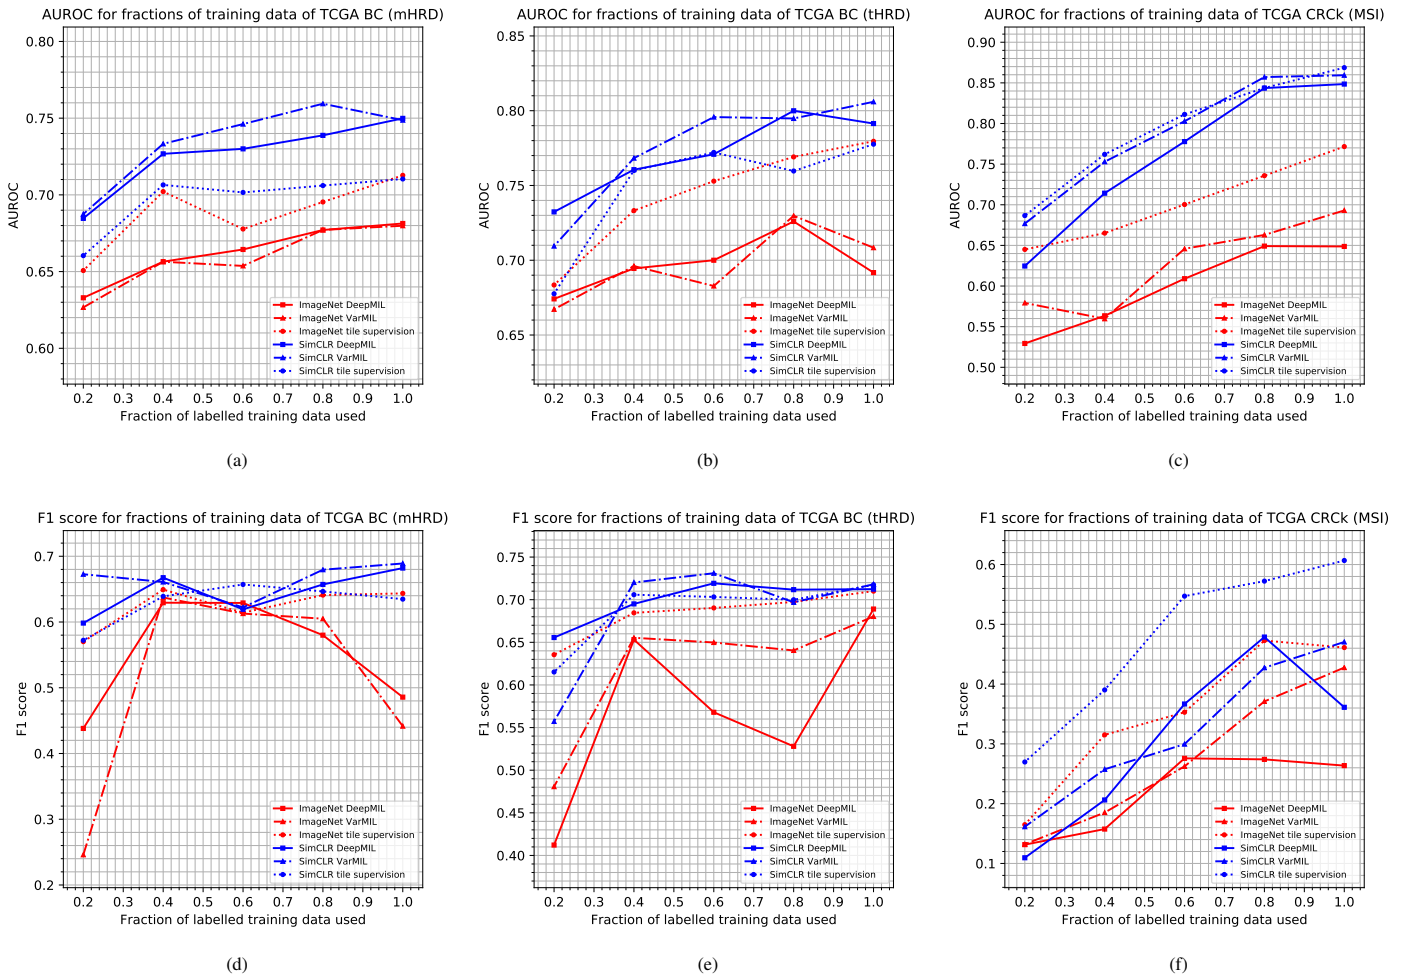 AUROC for fractions of training data of TCGA BC (mHRD)
0.80
0.75
0.70
0.65
0.60
AUROC
ImageNet DeepMIL
ImageNet VarMIL
ImageNet tile supervision
SimCLR DeepMIL
SimCLR VarMIL
SimCLR tile supervision
0.2 0.3 0.4 0.5 0.6 0.7 0.8 0.9 1.0
Fraction of labelled training data used
(a)
AUROC for fractions of training data of TCGA BC (tHRD)
0.85
0.80
0.75
0.70
0.65
AUROC
ImageNet DeepMIL
ImageNet VarMIL
ImageNet tile supervision
SimCLR DeepMIL
SimCLR VarMIL
SimCLR tile supervision
0.2 0.3 0.4 0.5 0.6 0.7 0.8 0.9 1.0
Fraction of labelled training data used
(b)
AUROC for fractions of training data of TCGA CRCk (MSI)
0.90
0.85
0.80
0.75
0.70
0.65
0.60
0.55
0.50
AUROC
ImageNet DeepMIL
ImageNet VarMIL
ImageNet tile supervision
SimCLR DeepMIL
SimCLR VarMIL
SimCLR tile supervision
0.2 0.3 0.4 0.5 0.6 0.7 0.8 0.9 1.0
Fraction of labelled training data used
(c)
F1 score for fractions of training data of TCGA BC (mHRD)
0.7
0.6
0.5
0.4
0.3
0.2
F1 score
ImageNet DeepMIL
ImageNet VarMIL
ImageNet tile supervision
SimCLR DeepMIL
SimCLR VarMIL
SimCLR tile supervision
0.2 0.3 0.4 0.5 0.6 0.7 0.8 0.9 1.0
Fraction of labelled training data used
(d)
F1 score for fractions of training data of TCGA BC (tHRD)
0.75
0.70
0.65
0.60
0.55
0.50
0.45
0.40
F1 score
ImageNet DeepMIL
ImageNet VarMIL
ImageNet tile supervision
SimCLR DeepMIL
SimCLR VarMIL
SimCLR tile supervision
0.2 0.3 0.4 0.5 0.6 0.7 0.8 0.9 1.0
Fraction of labelled training data used
(e)
F1 score for fractions of training data of TCGA CRCk (MSI)
0.6
0.5
0.4
0.3
0.2
0.1
F1 score
ImageNet DeepMIL
ImageNet VarMIL
ImageNet tile supervision
SimCLR DeepMIL
SimCLR VarMIL
SimCLR tile supervision
0.2 0.3 0.4 0.5 0.6 0.7 0.8 0.9 1.0
Fraction of labelled training data used
(f)